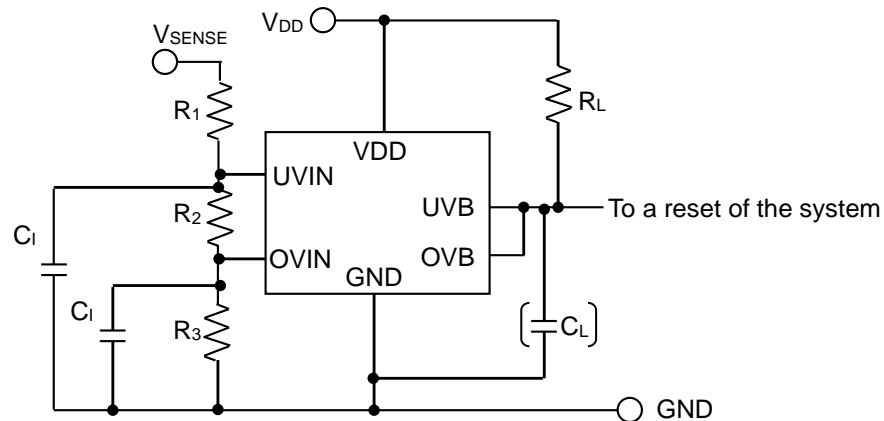 VDD
VSENSE
R1
RL
VDD
UVIN
R2
UVB
To a reset of the system
CI
OVIN
OVB
GND
CI
R3
CL
GND